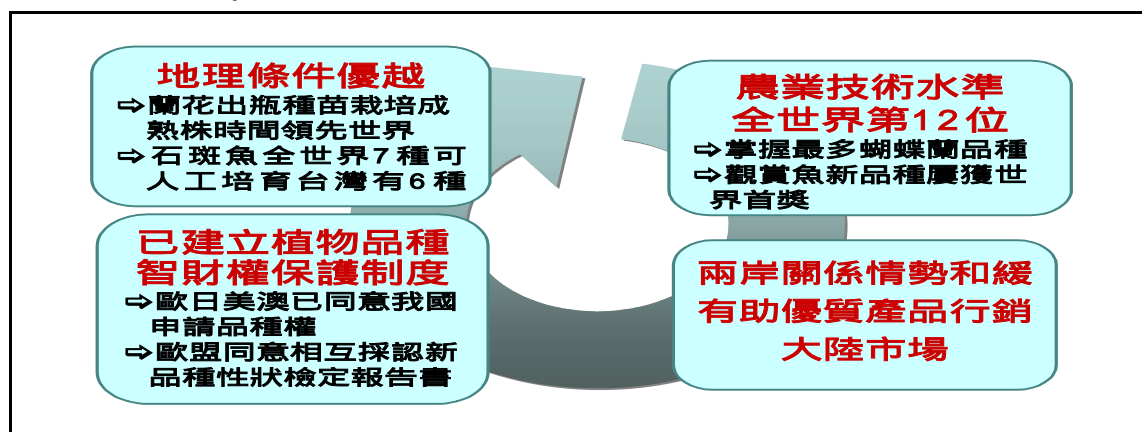 地理條件優越
⇨蘭花出瓶種苗栽培成
熟株時間領先世界
⇨石斑魚全世界7種可
人工培育台灣有6種
農業技術水準
全世界第12位
⇨掌握最多蝴蝶蘭品種
⇨觀賞魚新品種屢獲世
界首獎
已建立植物品種
智財權保護制度
⇨歐日美澳已同意我國
申請品種權
⇨歐盟同意相互採認新
品種性狀檢定報告書
兩岸關係情勢和緩
有助優質產品行銷
大陸市場